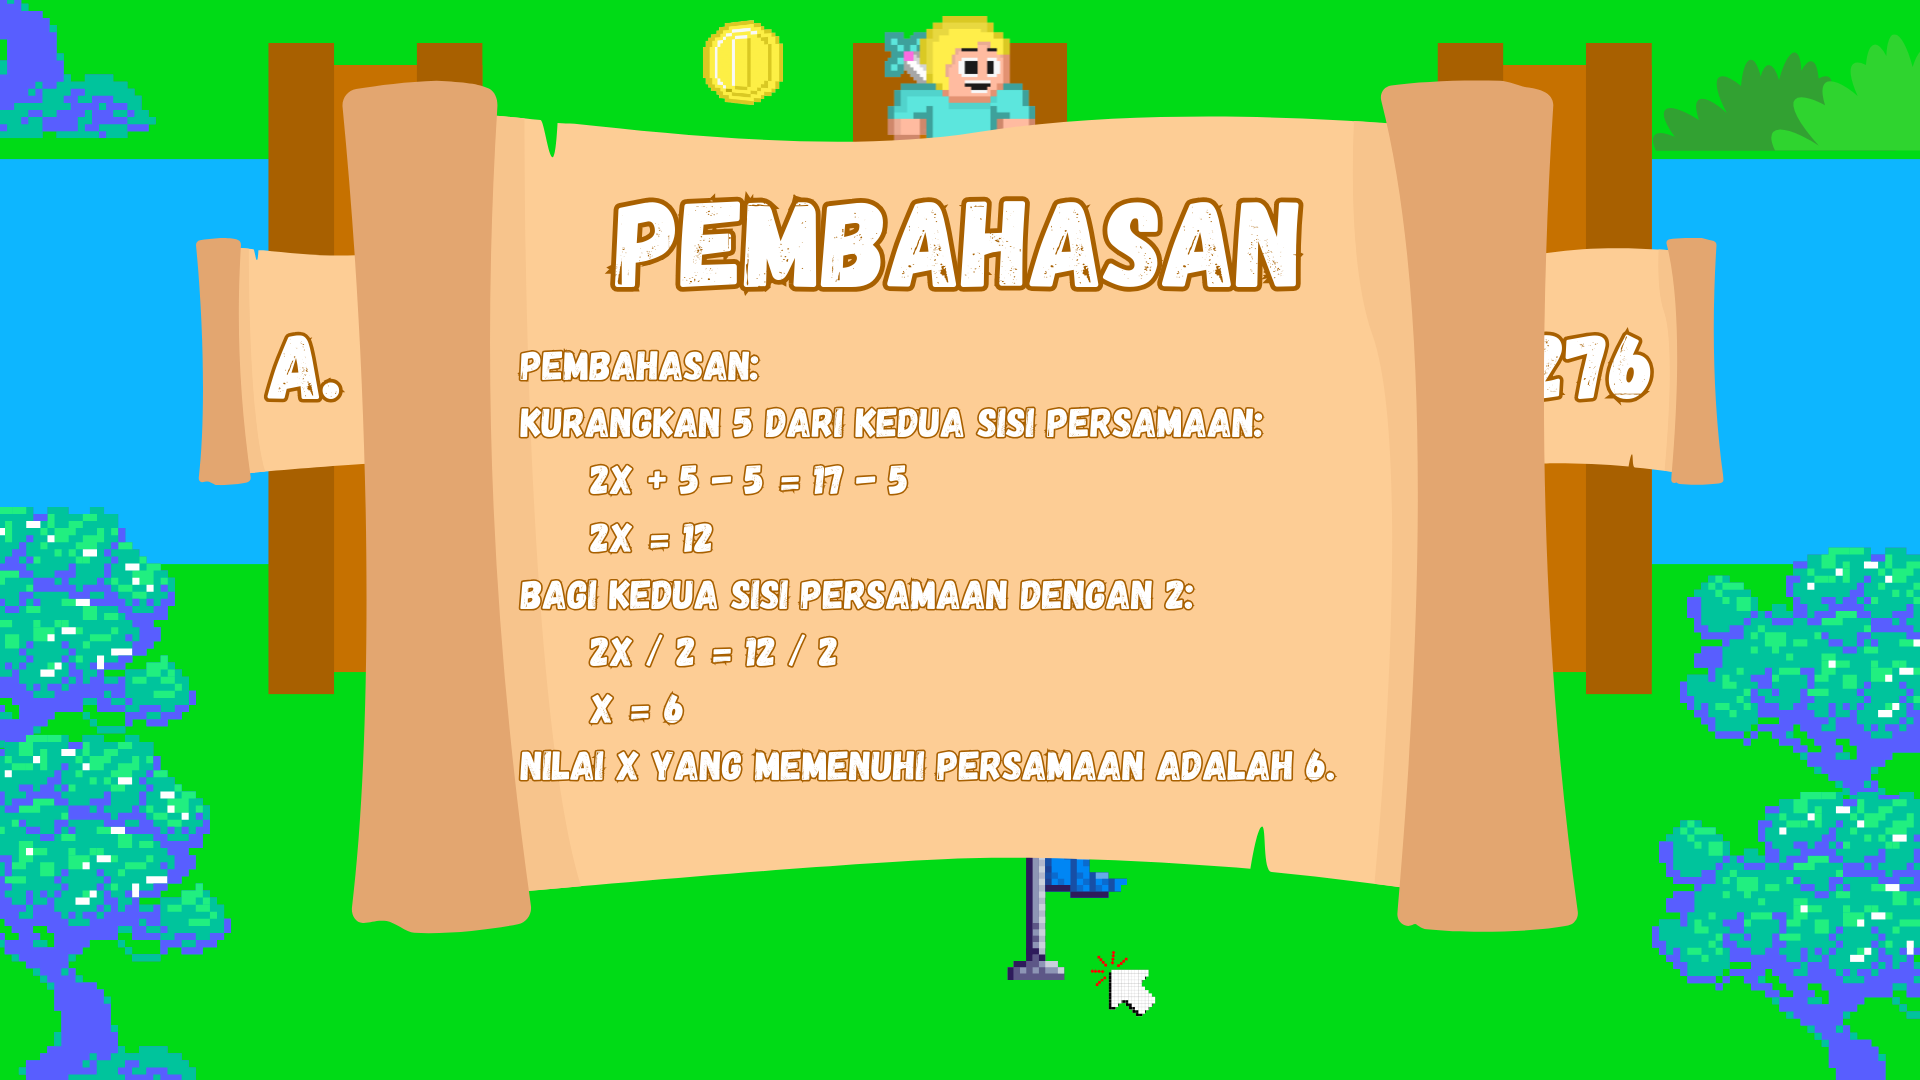 PEMBAHASAN
A.
276
PEMBAHASAN:
KURANGKAN 5 DARI KEDUA SISI PERSAMAAN:
2X + 5 – 5 = 17 – 5
2X = 12
BAGI KEDUA SISI PERSAMAAN DENGAN 2:
2X / 2 = 12 / 2
X = 6
NILAI X YANG MEMENUHI PERSAMAAN ADALAH 6.